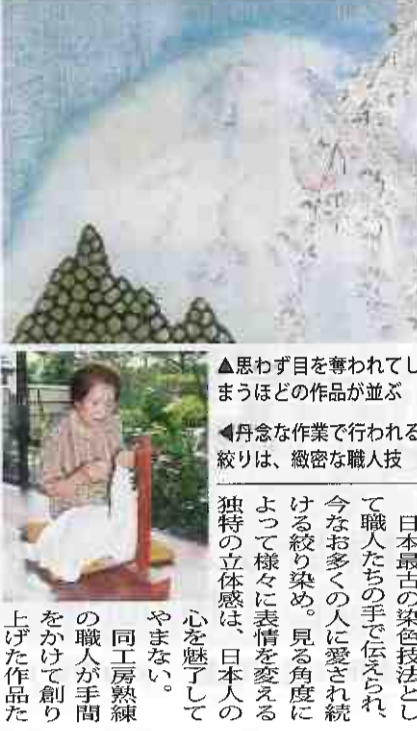 ▲思わず目を奪われてし
まうほどの作品が並ぶ
◀丹念な作業で行われる
絞りは、緻密な職人技
日本最古の染色技法とし
て職人たちの手で伝えられ、
今なお多くの人に愛され続
ける絞り染め。見る角度に
よって様々に表情を変える
独特の立体感は、日本人の
心を魅了して
やまない。
同工房熟練
の職人が手間
をかけて創り
上げた作品た